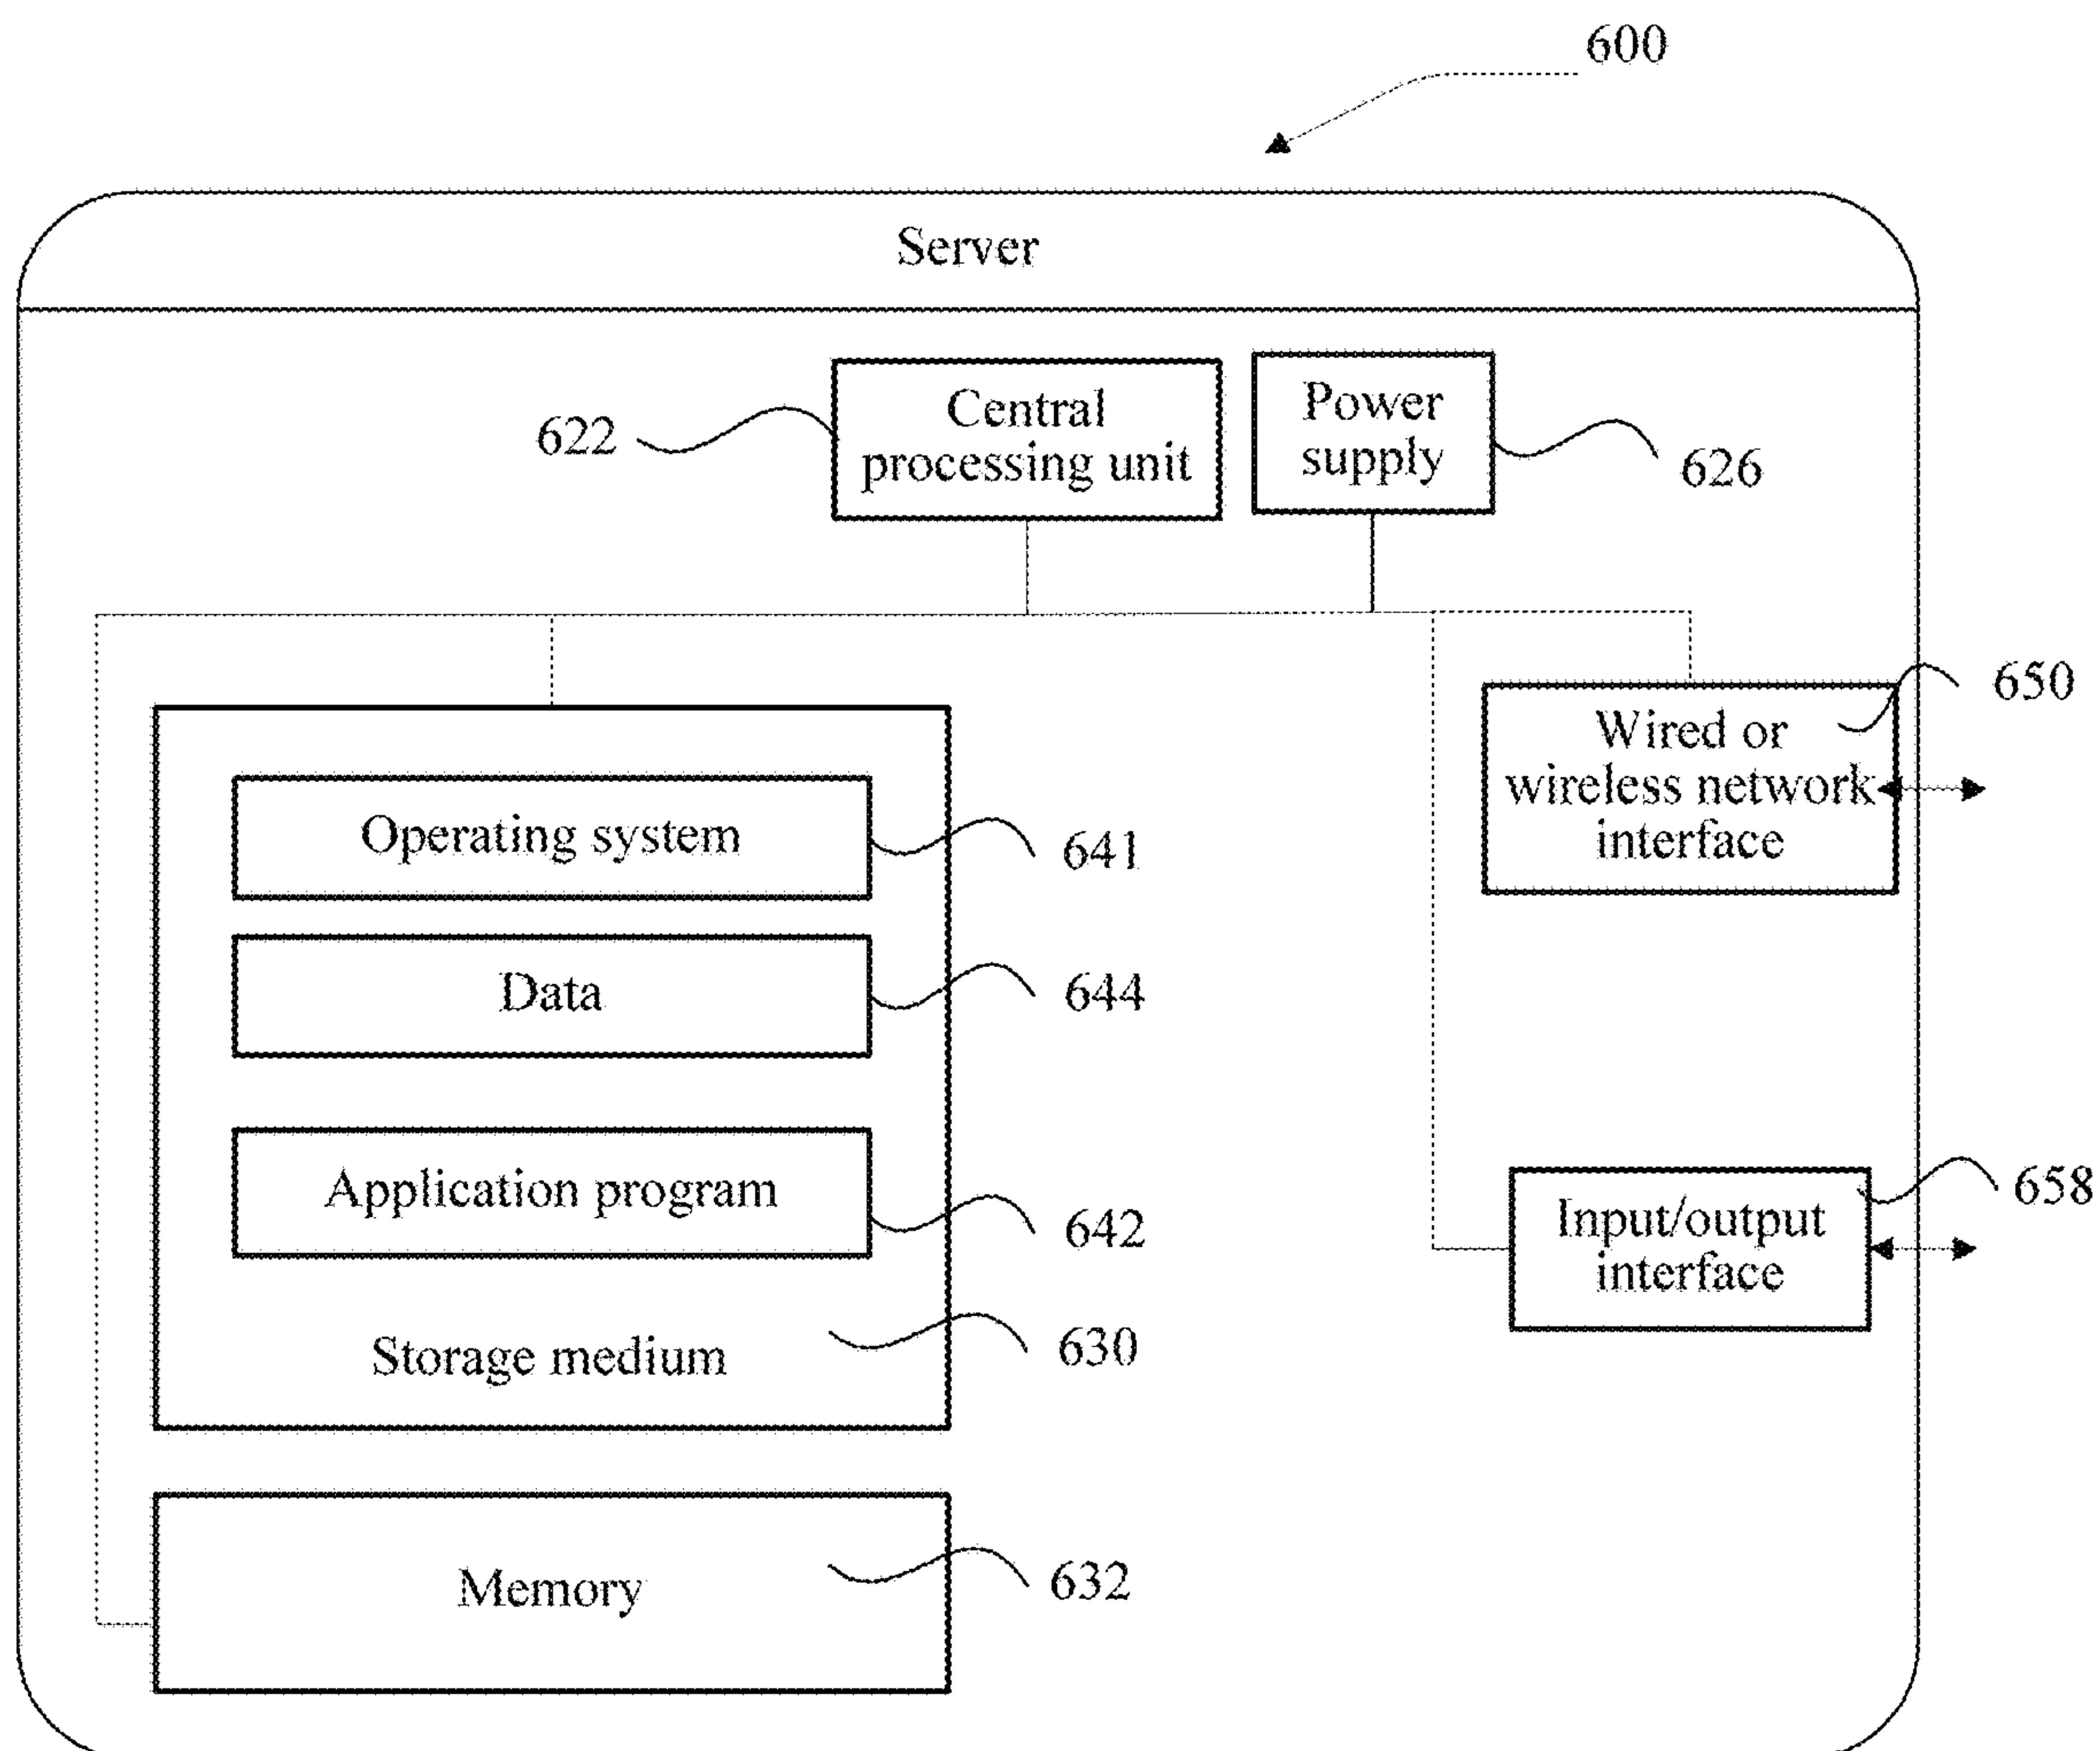 600
Server
Central
processing unit
622
Power
supply
626
Wired or
wireless network
interface
650
Operating system
641
Data
644
Application program
642
Input/output
interface
658
Storage medium
630
Memory
632